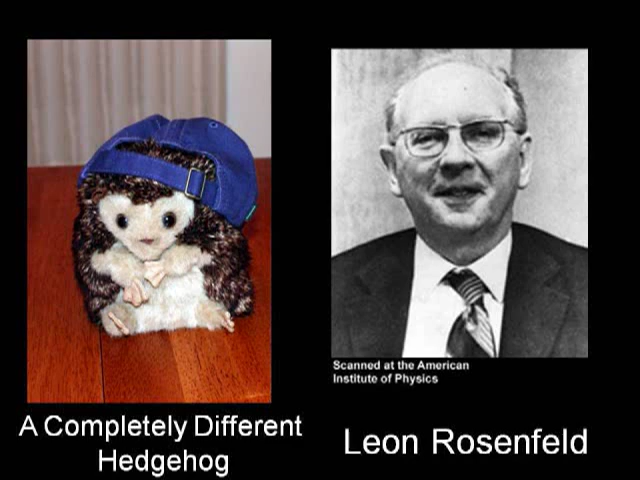 Scanned at the American
Institute of Physics
A Completely Different
Hedgehog
Leon Rosenfeld